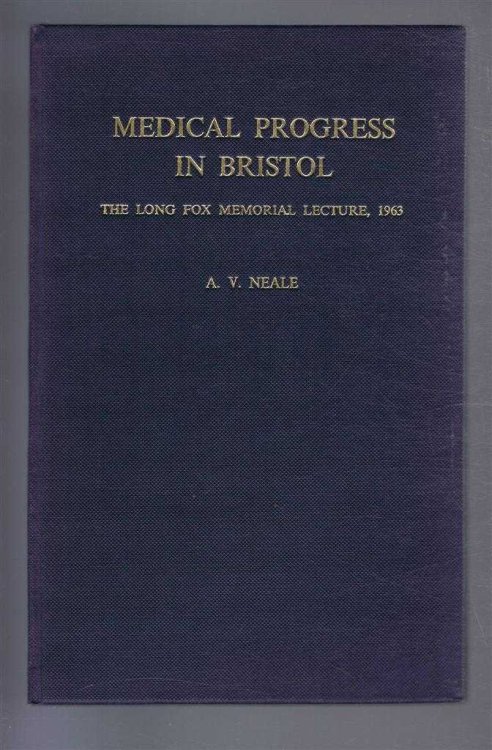 MEDICAL PROGRESS
IN BRISTOL
THE LONG FOX MEMORIAL LECTURE, 1963
A. V. NEALE